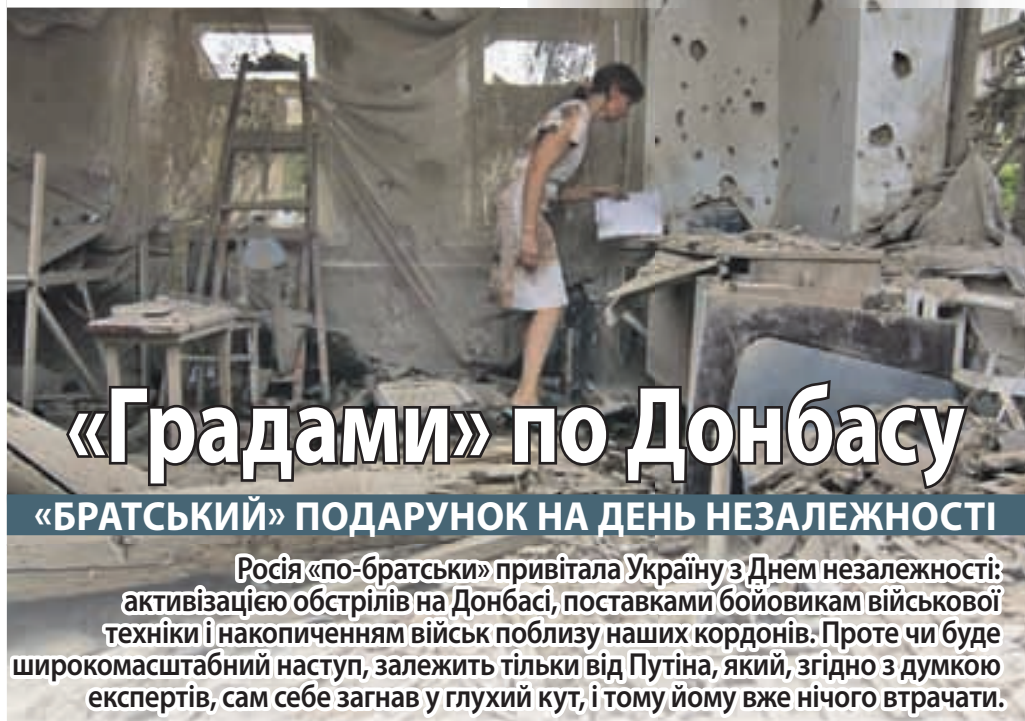 «Градами» по Донбасу
«БРАТСЬКИЙ» ПОДАРУНОК НА ДЕНЬ НЕЗАЛЕЖНОСТІ
Росія «по-братськи» привітала Україну з Днем незалежності:
активізацією обстрілів на Донбасі, поставками бойовикам військової
техніки і накопиченням військ поблизу наших кордонів. Проте чи буде
широкомасштабний наступ, залежить тільки від Путіна, який, згідно з думкою
експертів, сам себе загнав у глухий кут, і тому йому вже нічого втрачати.